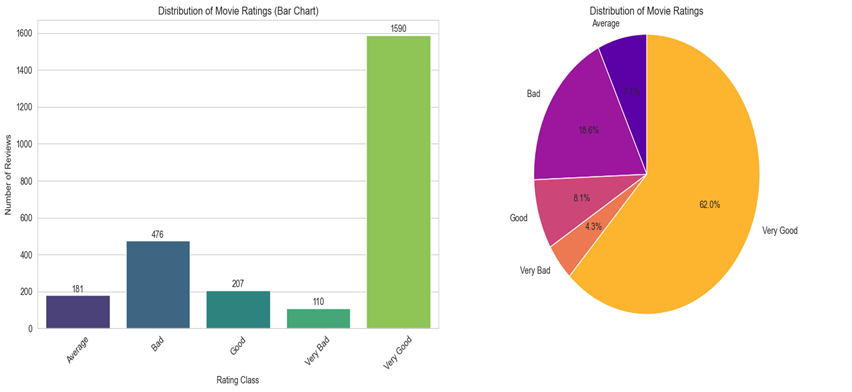 Distribution of Movie Ratings (Bar Chart)
Number of Reviews
1600
1400
1200
1000
800
600
400
200
0
181
476
207
110
1590
Average
Bad
Good
Very Bad
Very Good
Rating Class
Distribution of Movie Ratings
Average
Bad
18.6%
Good
8.1%
Very Bad
4.3%
62.0%
Very Good